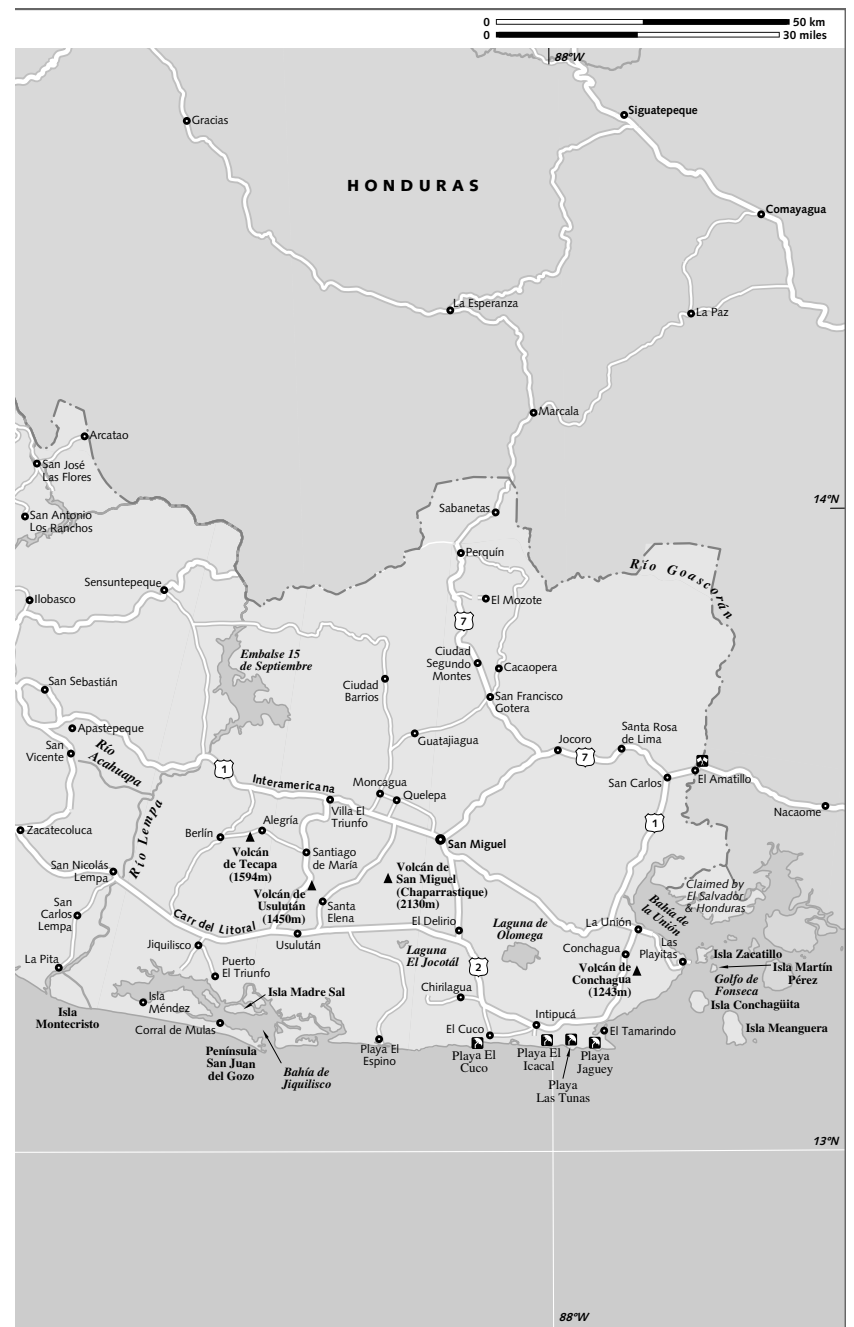 0 50 km
0 30 miles
88ºW
Siguatepeque
Gracias
HONDURAS
Comayagua
La Esperanza
La Paz
Marcala
Arcatao
San José
Las Flores
14ºN
Sabanetas
San Antonio
Los Ranchos
Perquín
Río Goascorán
Sensuntepeque
Ilobasco
El Mozote
7
Embalse 15
de Septiembre
Ciudad
Segundo
Montes
Cacaopera
San Sebastián
Ciudad
Barrios
San Francisco
Gotera
Apastepeque
Guatajiagua
Jocoro
Santa Rosa
de Lima
San
Vicente
Río
Acahuapa
7
1
Interamericana
Moncagua
Quelepa
San Carlos
El Amatillo
Villa El
Triunfo
Nacaome
Río Lempa
1
Zacatecoluca
Berlín
Alegría
San Miguel
Volcán
de Tecapa
(1594m)
Santiago
de María
San Nicolás
Lempa
Volcán de
San Miguel
(Chaparrastique)
(2130m)
Volcán de
Usulután
(1450m)
Claimed by
El Salvador
& Honduras
San
Carlos
Lempa
Santa
Elena
Bahía de
la Unión
Carr del Litoral
El Delirio
Laguna de
Olomega
La Unión
Jiquilisco
Usulután
Conchagua
Las
Playitas
Laguna
El Jocotál
Isla Zacatillo
La Pita
Puerto
El Triunfo
2
Volcán de
Conchagua
(1243m)
Golfo de
Fonseca
Isla Martín
Pérez
Chirilagua
Isla Madre Sal
Isla
Méndez
Isla Conchagüita
Isla
Montecristo
Intipucá
Isla Meanguera
Corral de Mulas
El Cuco
El Tamarindo
Playa El
Espino
Playa El
Cuco
Playa El
Icacal
Playa
Jaguey
Península
San Juan
del Gozo
Bahía de
Jiquilisco
Playa
Las Tunas
13ºN
88ºW